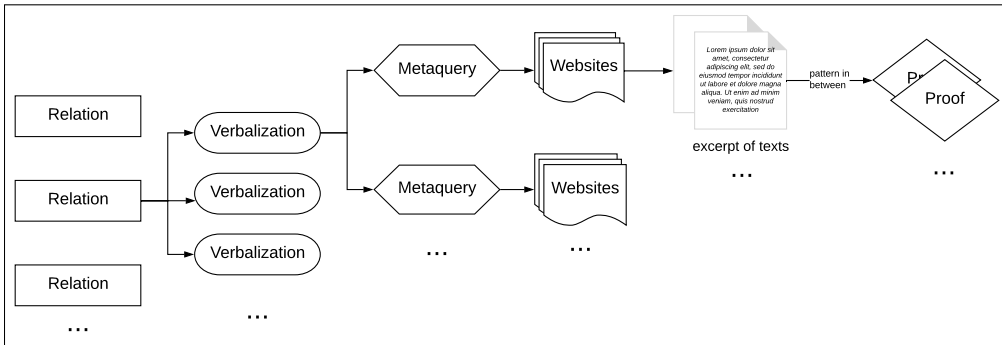 Relation
Relation
Relation
...
Verbalization
Verbalization
Verbalization
...
Metaquery
Metaquery
...
Websites
Websites
...
Lorem ipsum dolor sit
amet, consectetur
adipiscing elit, sed do
eiusmod tempor incididunt
ut labore et dolore magna
aliqua. Ut enim ad minim
veniam, quis nostrud
exercitation
excerpt of texts
...
pattern in
between
Proof
...